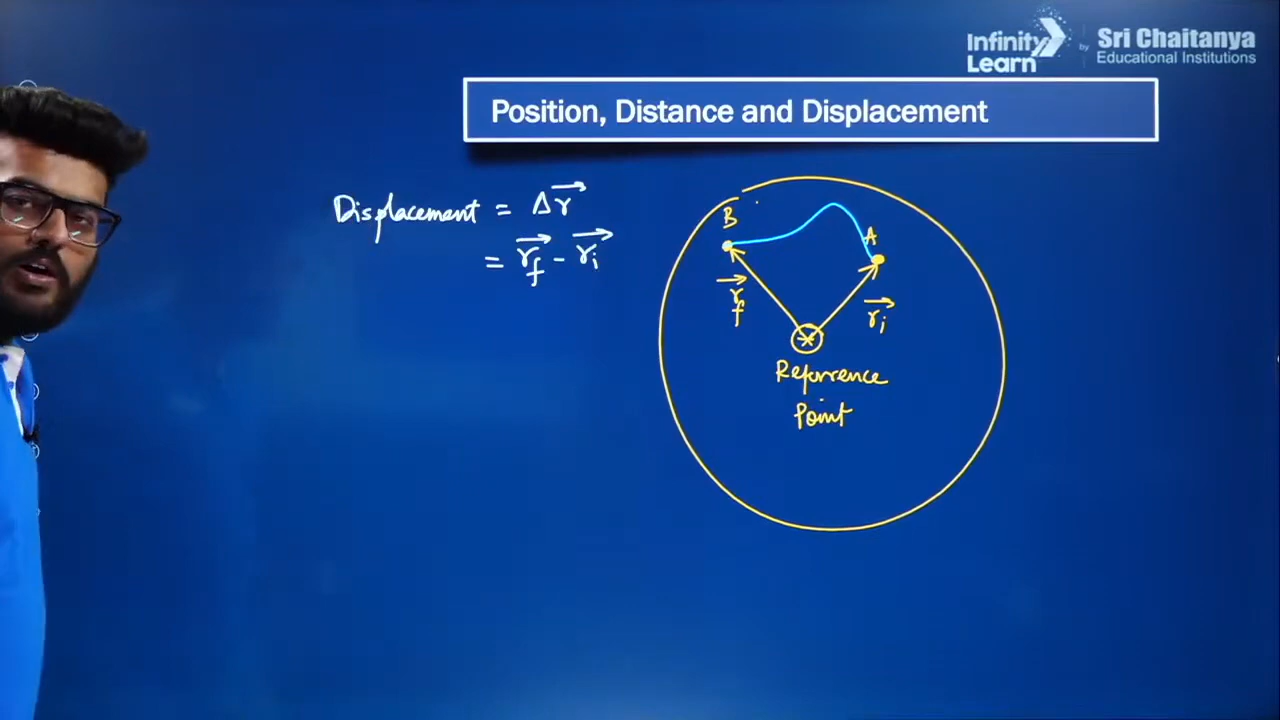 Infinity Learn by Sri Chaitanya Educational Institutions
Position, Distance and Displacement
Displacement = Δr⃗
= r⃗f - r⃗i
B
A
r⃗f
r⃗i
Reference
Point